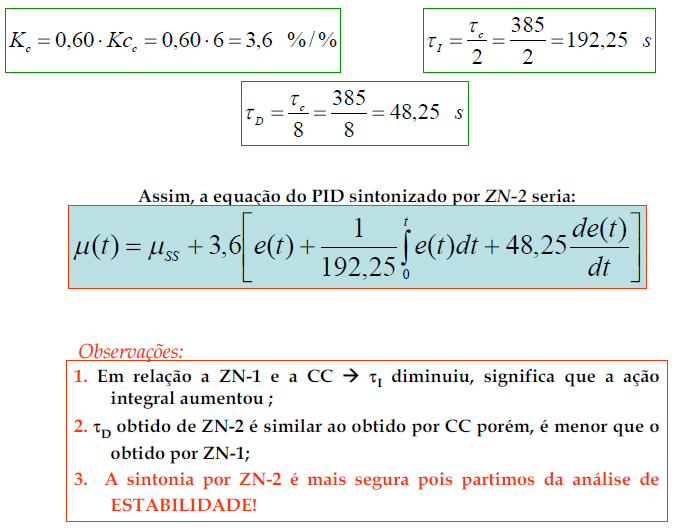 K_c = 0,60 · Kc_c = 0,60 · 6 = 3,6 %/%
τ_I = τ_c/2 = 385/2 = 192,25 s
τ_D = τ_c/8 = 385/8 = 48,25 s
Assim, a equação do PID sintonizado por ZN-2 seria:
μ(t) = μ_SS + 3,6[ e(t) + 1/192,25 ∫_0^t e(t)dt + 48,25 de(t)/dt ]
Observações:
1. Em relação a ZN-1 e a CC → τ_I diminuiu, significa que a ação
integral aumentou ;
2. τ_D obtido de ZN-2 é similar ao obtido por CC porém, é menor que o
obtido por ZN-1;
3. A sintonia por ZN-2 é mais segura pois partimos da análise de
ESTABILIDADE!